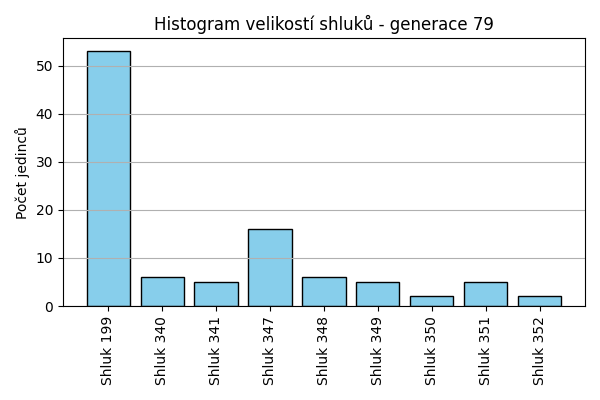 Histogram velikostí shluků - generace 79
Počet jedinců
50
40
30
20
10
0
Shluk 199
Shluk 340
Shluk 341
Shluk 347
Shluk 348
Shluk 349
Shluk 350
Shluk 351
Shluk 352